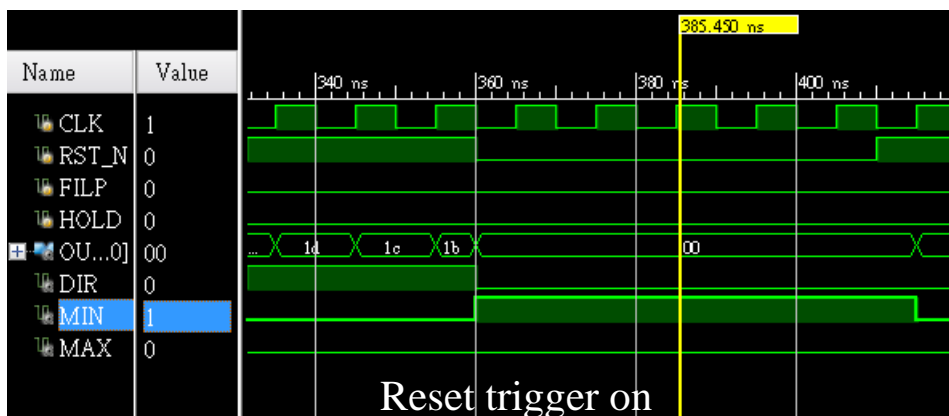 385.450 ns
Name Value
340 ns 360 ns 380 ns 400 ns
CLK 1
RST_N 0
FILP 0
HOLD 0
OU...0] 00 ... 1d 1c 1b 00
DIR 0
MIN 1
MAX 0
Reset trigger on